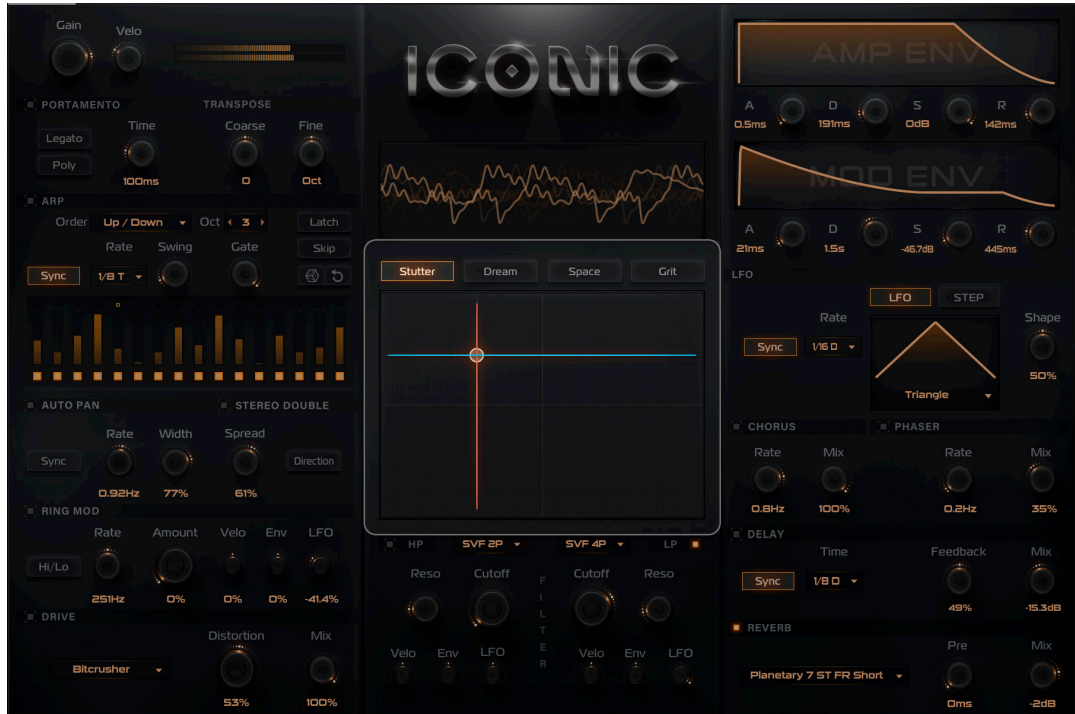 Gain
Velo
ICONIC
AMP ENV
PORTAMENTO
TRANSPOSE
Legato
Poly
Time
100ms
Coarse
0
Fine
Oct
A
0.5ms
D
191ms
S
0dB
R
142ms
MOD ENV
A
21ms
D
1.5s
S
-46.7dB
R
445ms
ARP
Order
Up / Down
Oct
3
Latch
Rate
Swing
Gate
Skip
Sync
1/8 T
Stutter
Dream
Space
Grit
LFO
LFO
STEP
Rate
Shape
Sync
1/16 D
50%
Triangle
AUTO PAN
STEREO DOUBLE
Rate
Width
Spread
Sync
Direction
0.92Hz
77%
61%
CHORUS
PHASER
Rate
Mix
Rate
Mix
0.8Hz
100%
0.2Hz
35%
RING MOD
Rate
Amount
Velo
Env
LFO
Hi/Lo
251Hz
0%
0%
0%
-41.4%
HP
SVF 2P
SVF 4P
LP
Reso
Cutoff
FILTER
Cutoff
Reso
Velo
Env
LFO
Velo
Env
LFO
DELAY
Time
Feedback
Mix
Sync
1/8 D
49%
-15.3dB
DRIVE
Distortion
Mix
Bitcrusher
53%
100%
REVERB
Pre
Mix
Planetary 7 ST FR Short
0ms
-2dB